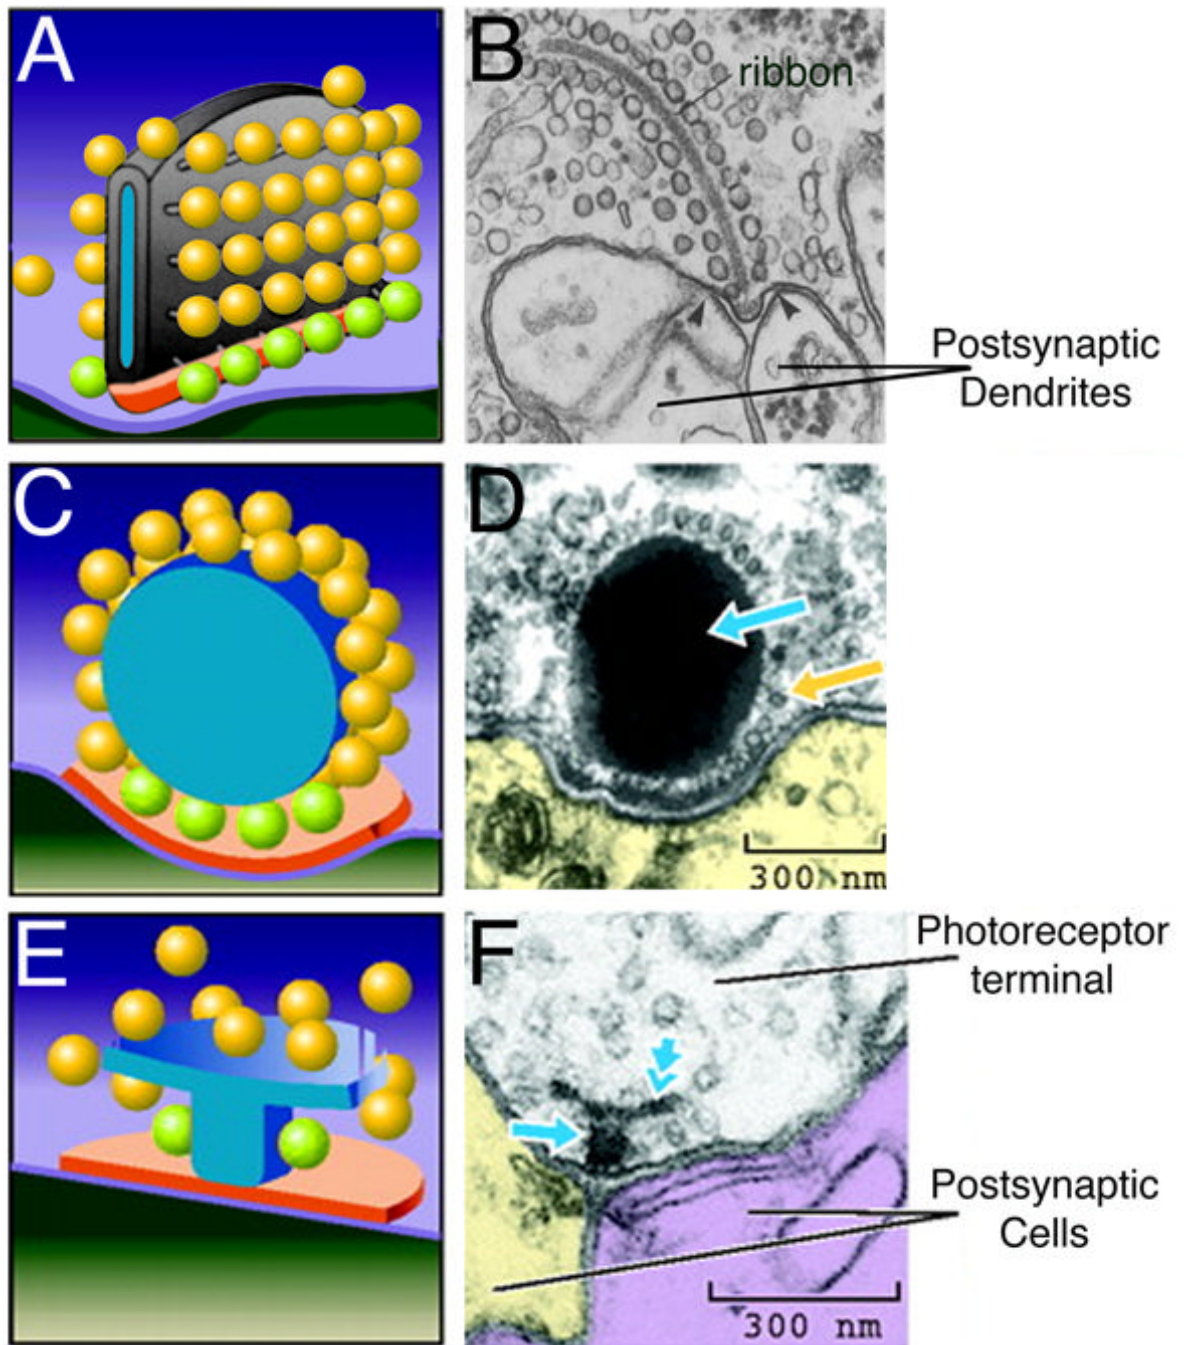 A
B
ribbon
Postsynaptic
Dendrites
C
D
300 nm
E
F
Photoreceptor
terminal
Postsynaptic
Cells
300 nm